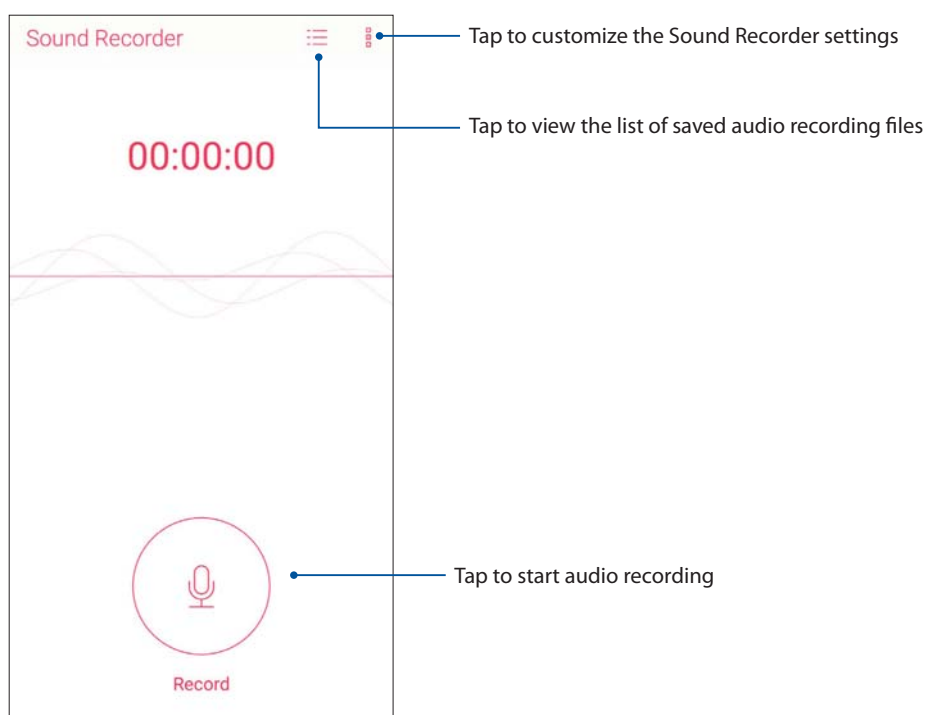 Sound Recorder
Tap to customize the Sound Recorder settings
Tap to view the list of saved audio recording files
00:00:00
Tap to start audio recording
Record